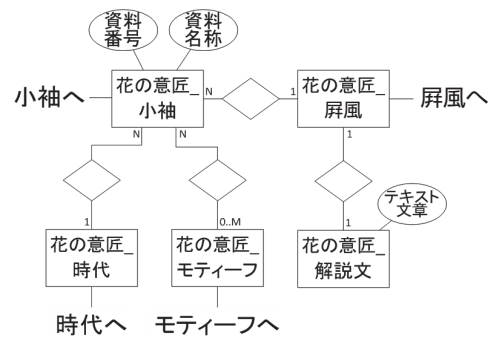 資料
番号
資料
名称
小袖へ
花の意匠_
小袖
N
1
花の意匠_
屛風
屛風へ
N
N
1
1
0..M
1
テキスト
文章
花の意匠_
時代
花の意匠_
モティーフ
花の意匠_
解説文
時代へ
モティーフへ